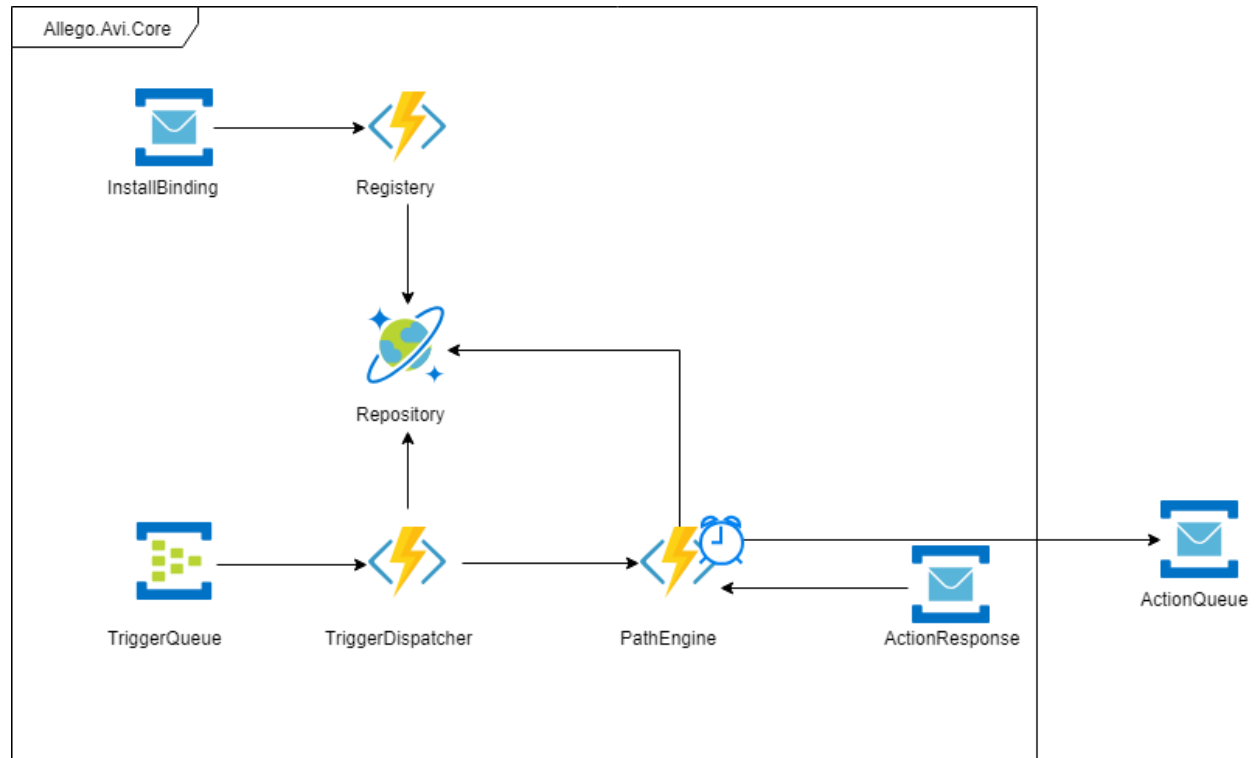 Allego.Avi.Core
InstallBinding
Registery
Repository
TriggerQueue
TriggerDispatcher
PathEngine
ActionResponse
ActionQueue